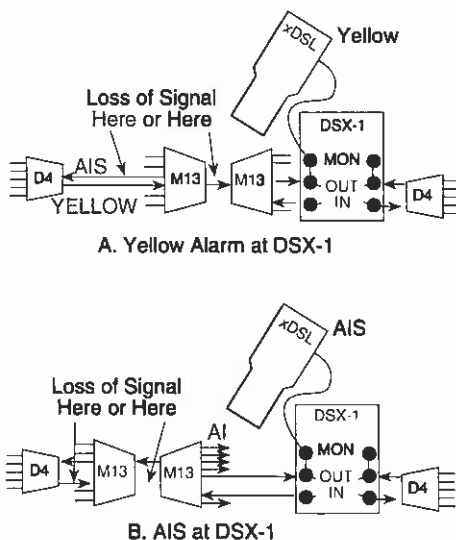 xDSL
Yellow
Loss of Signal
Here or Here
DSX-1
MON
D4
AIS
M13
M13
OUT
IN
D4
YELLOW
A. Yellow Alarm at DSX-1
xDSL
AIS
Loss of Signal
Here or Here
DSX-1
AI
MON
D4
M13
M13
OUT
IN
D4
B. AIS at DSX-1